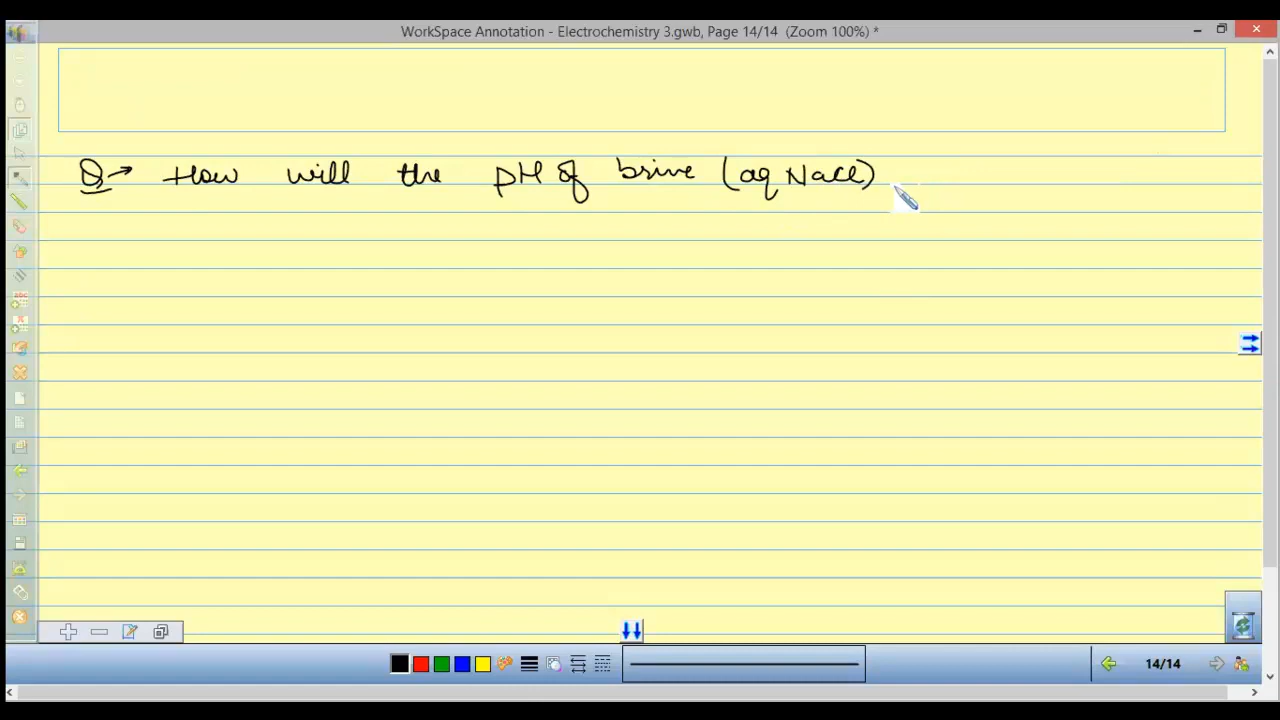 WorkSpace Annotation - Electrochemistry 3.gwb, Page 14/14 (Zoom 100%) *
Q→ How will the pH of brine (aq NaCl)
14/14